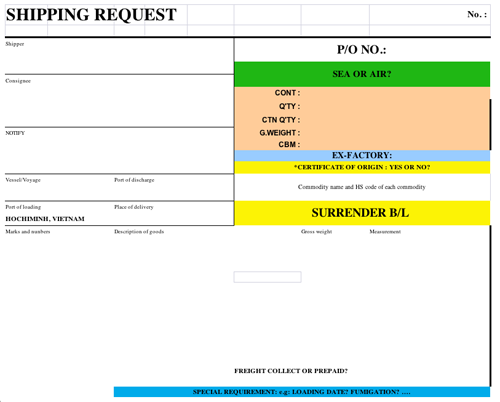 SHIPPING REQUEST
No. :
Shipper
P/O NO.:
SEA OR AIR?
Consignee
CONT :
Q'TY :
CTN Q'TY :
G.WEIGHT :
CBM :
NOTIFY
EX-FACTORY:
*CERTIFICATE OF ORIGIN : YES OR NO?
Vessel/Voyage
Port of discharge
Commodity name and HS code of each commodity
Port of loading
Place of delivery
HOCHIMINH, VIETNAM
SURRENDER B/L
Marks and nunbers
Description of goods
Gross weight
Measurement
FREIGHT COLLECT OR PREPAID?
SPECIAL REQUIREMENT: e.g: LOADING DATE? FUMIGATION? ....